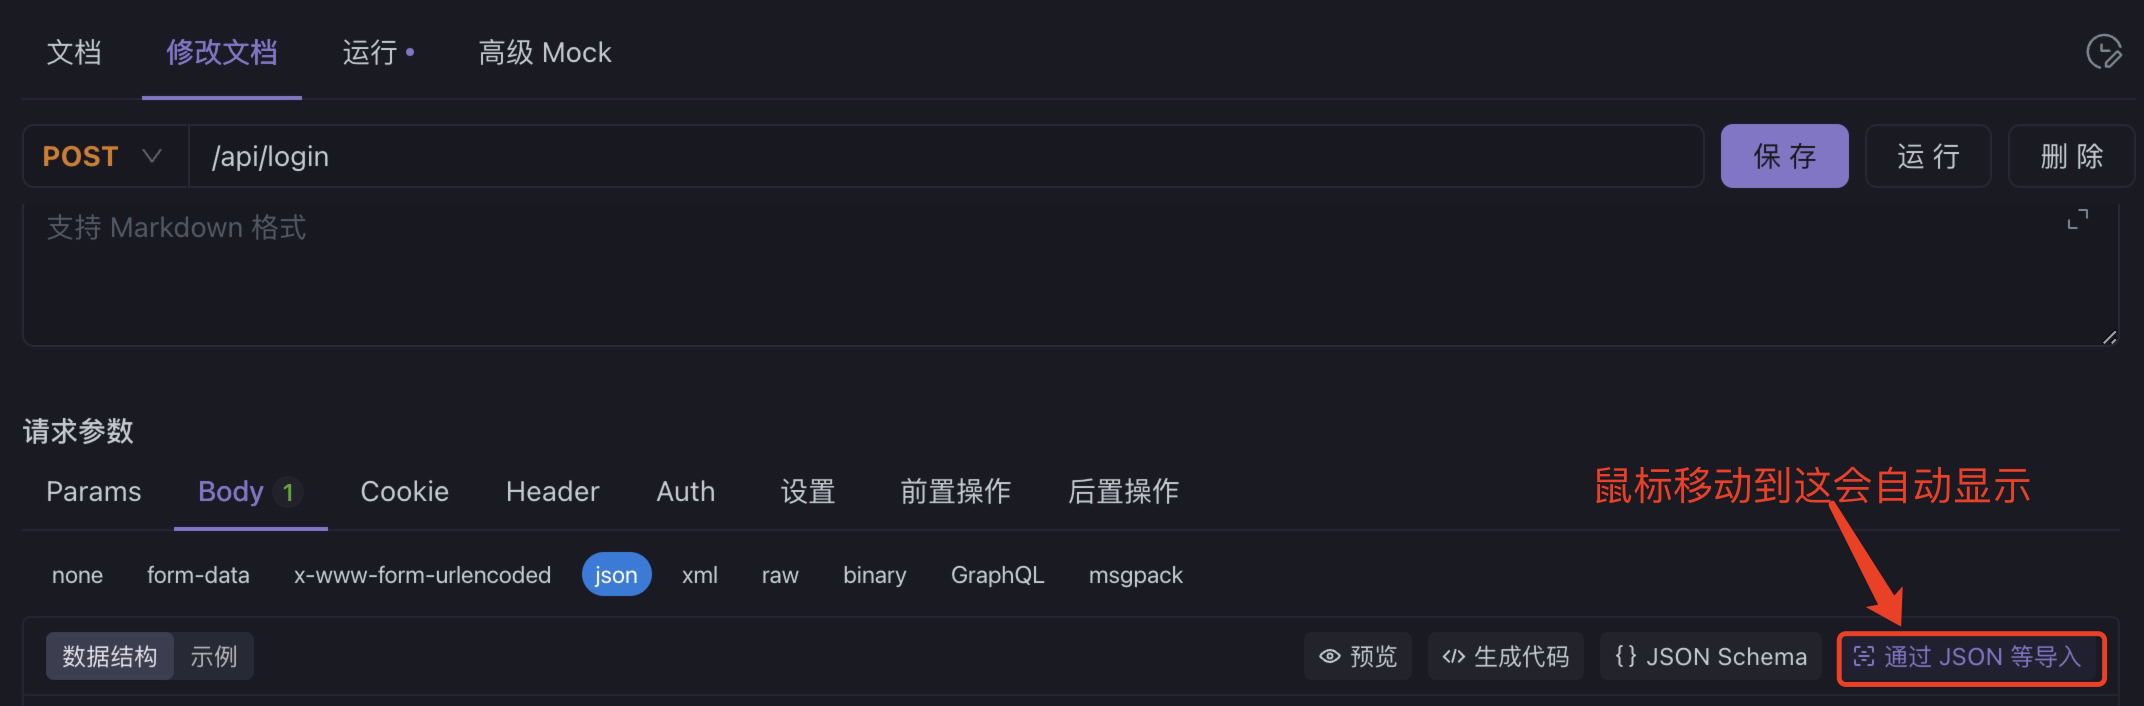 文档 修改文档 运行 高级 Mock
POST /api/login 保存 运行 删除
支持 Markdown 格式
请求参数
鼠标移动到这会自动显示
Params Body 1 Cookie Header Auth 设置 前置操作 后置操作
none form-data x-www-form-urlencoded json xml raw binary GraphQL msgpack
数据结构 示例 预览 生成代码 {} JSON Schema 通过 JSON 等导入